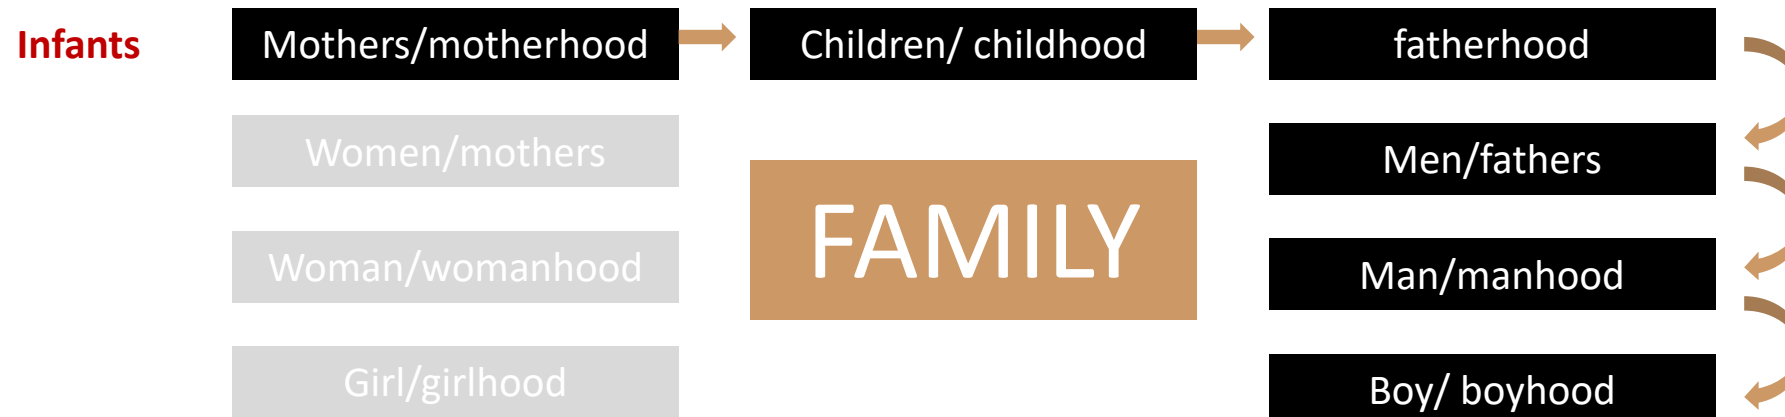 Infants
Mothers/motherhood
Children/ childhood
fatherhood
Women/mothers
Men/fathers
FAMILY
Woman/womanhood
Man/manhood
Girl/girlhood
Boy/ boyhood